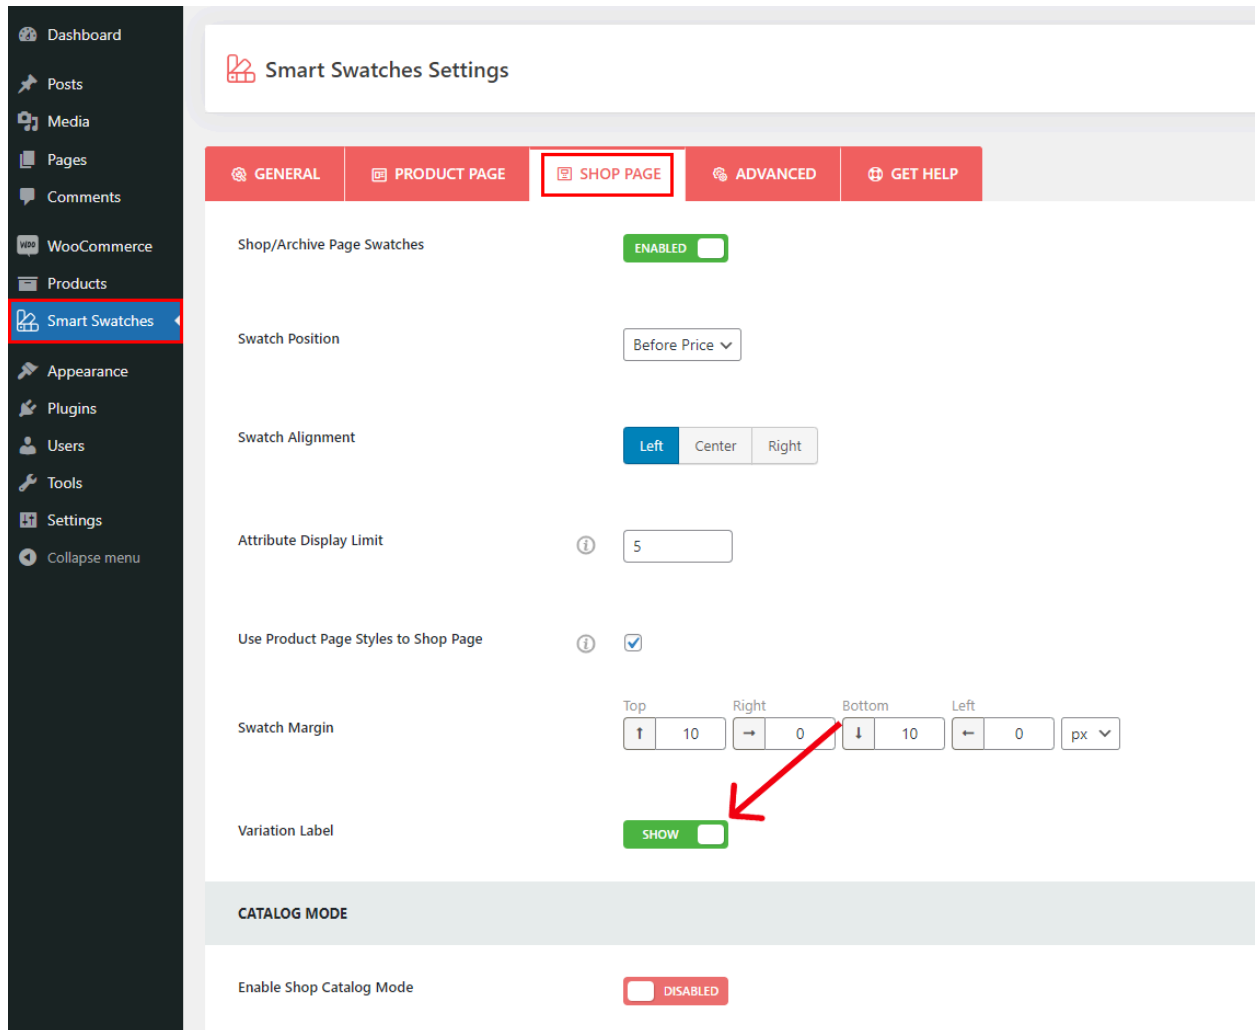 Dashboard
Posts
Media
Pages
Comments
WooCommerce
Products
Smart Swatches
Appearance
Plugins
Users
Tools
Settings
Collapse menu
Smart Swatches Settings
GENERAL
PRODUCT PAGE
SHOP PAGE
ADVANCED
GET HELP
Shop/Archive Page Swatches
ENABLED
Swatch Position
Before Price
Swatch Alignment
Left
Center
Right
Attribute Display Limit
5
Use Product Page Styles to Shop Page
Swatch Margin
Top
Right
Bottom
Left
10
0
10
0
px
Variation Label
SHOW
CATALOG MODE
Enable Shop Catalog Mode
DISABLED